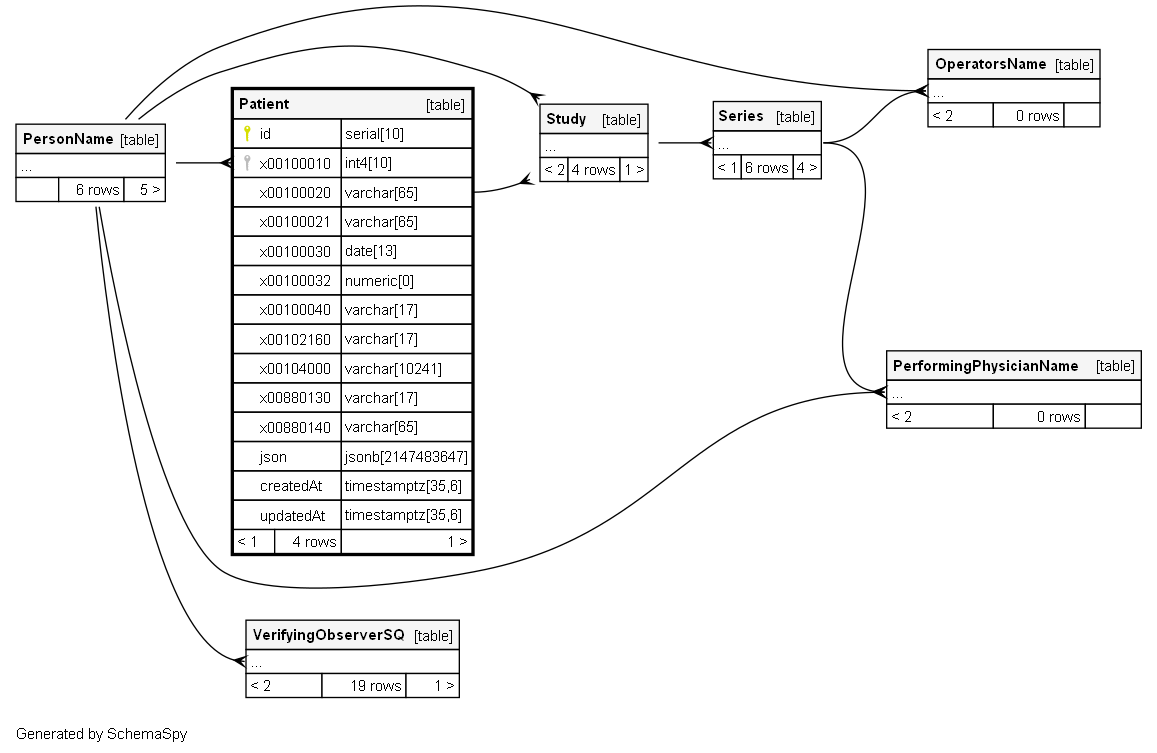 PersonName [table]
...
6 rows 5 >
Patient [table]
id serial[10]
x00100010 int4[10]
x00100020 varchar[65]
x00100021 varchar[65]
x00100030 date[13]
x00100032 numeric[0]
x00100040 varchar[17]
x00102160 varchar[17]
x00104000 varchar[10241]
x00880130 varchar[17]
x00880140 varchar[65]
json jsonb[2147483647]
createdAt timestamptz[35,6]
updatedAt timestamptz[35,6]
< 1 4 rows 1 >
Study [table]
...
< 2 4 rows 1 >
Series [table]
...
< 1 6 rows 4 >
OperatorsName [table]
...
< 2 0 rows
PerformingPhysicianName [table]
...
< 2 0 rows
VerifyingObserverSQ [table]
...
< 2 19 rows 1 >
Generated by SchemaSpy